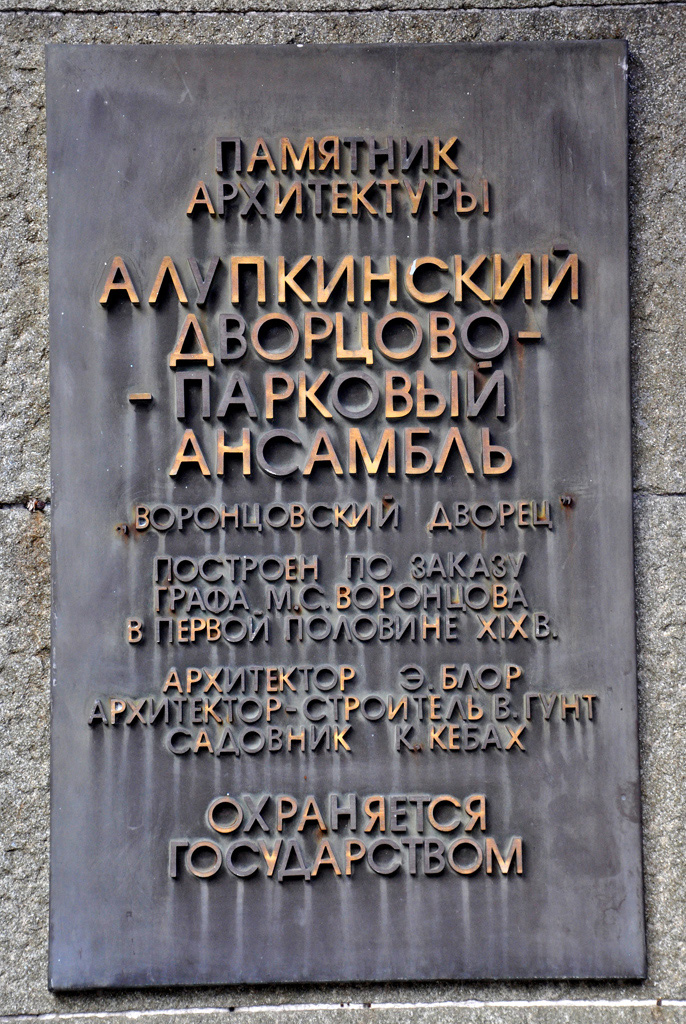 ПАМЯТНИК
АРХИТЕКТУРЫ
АЛУПКИНСКИЙ
ДВОРЦОВО-
-ПАРКОВЫЙ
АНСАМБЛЬ
„ВОРОНЦОВСКИЙ ДВОРЕЦ”
ПОСТРОЕН ПО ЗАКАЗУ
ГРАФА М.С.ВОРОНЦОВА
В ПЕРВОЙ ПОЛОВИНЕ XIXВ.
АРХИТЕКТОР Э.БЛОР
АРХИТЕКТОР-СТРОИТЕЛЬ В.ГУНТ
САДОВНИК К.КЕБАХ
ОХРАНЯЕТСЯ
ГОСУДАРСТВОМ